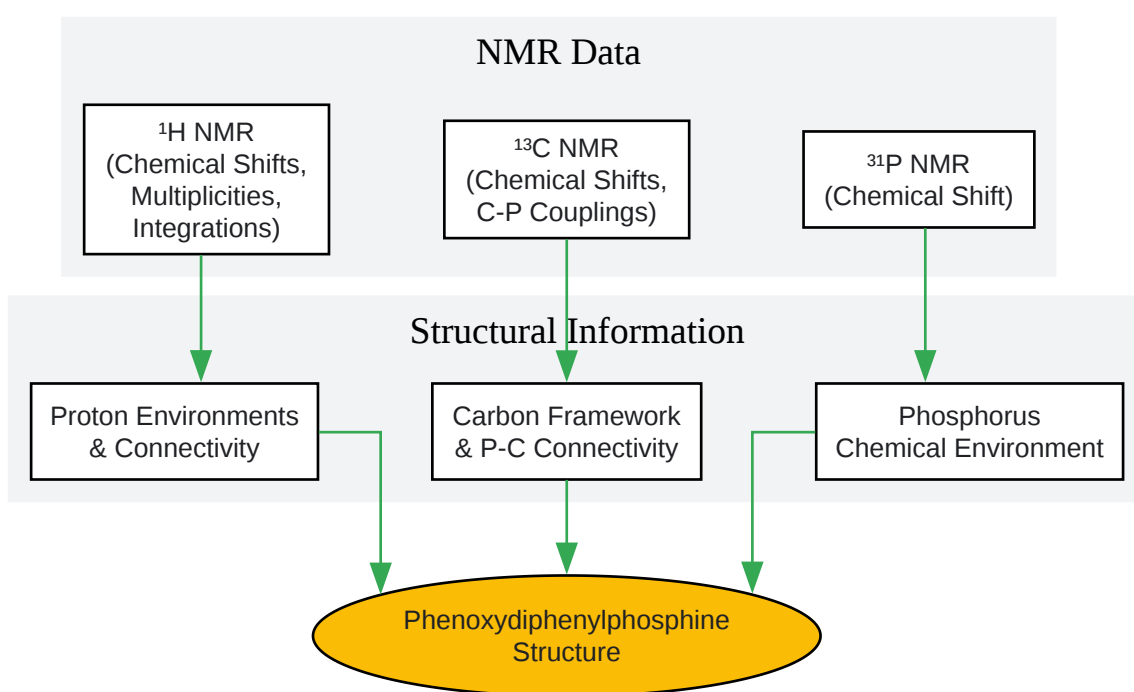 NMR Data
¹H NMR
(Chemical Shifts,
Multiplicities,
Integrations)
¹³C NMR
(Chemical Shifts,
C-P Couplings)
³¹P NMR
(Chemical Shift)
Structural Information
Proton Environments
& Connectivity
Carbon Framework
& P-C Connectivity
Phosphorus
Chemical Environment
Phenoxydiphenylphosphine
Structure